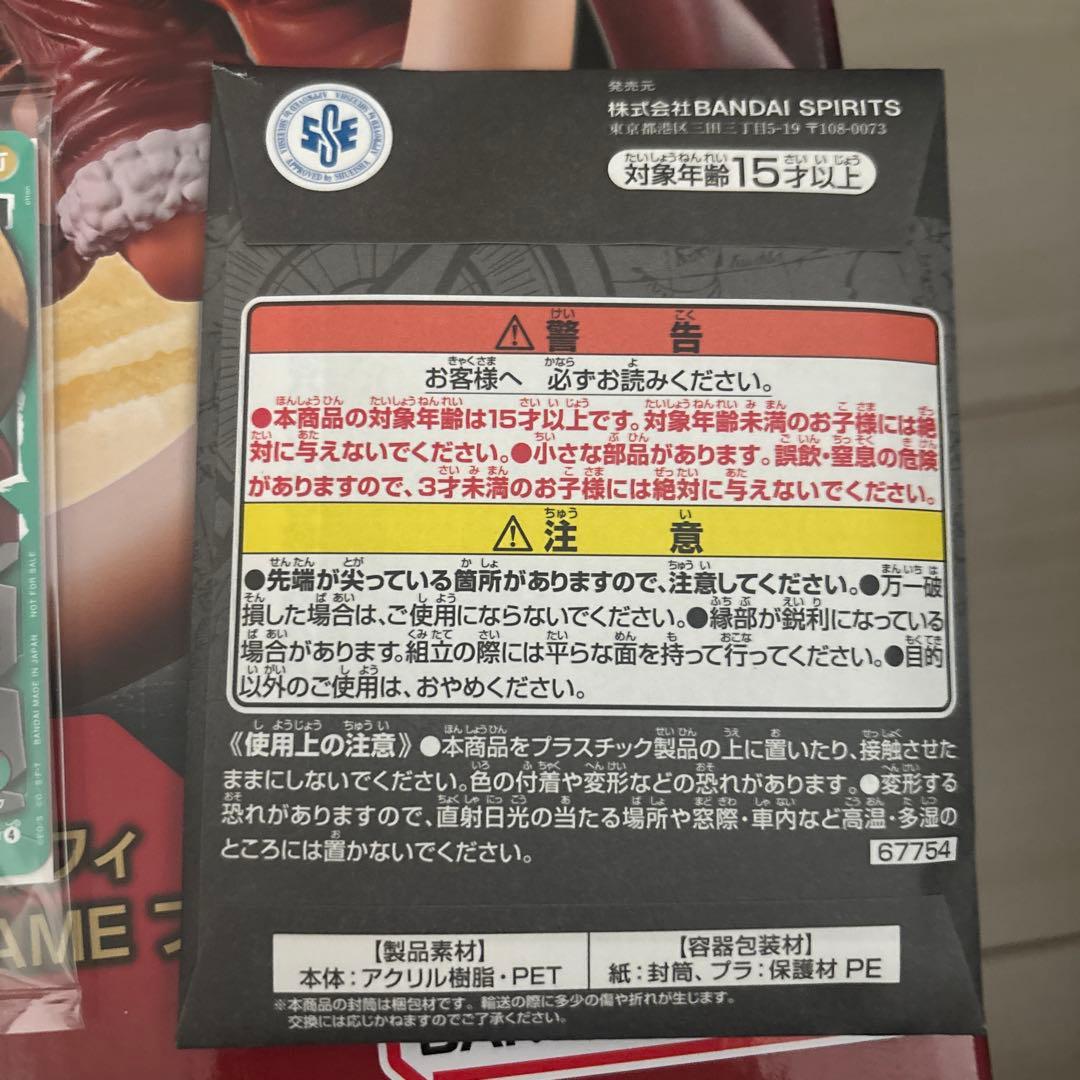 発売元
株式会社BANDAI SPIRITS
東京都港区三田三丁目5-19 〒108-0073
対象年齢15才以上
APPROVED by SHUEISHA
警告
お客様へ 必ずお読みください。
●本商品の対象年齢は15才以上です。対象年齢未満のお子様には絶
対に与えないでください。●小さな部品があります。誤飲・窒息の危険
がありますので、3才未満のお子様には絶対に与えないでください。
注意
●先端が尖っている箇所がありますので、注意してください。●万一破
損した場合は、ご使用にならないでください。●縁部が鋭利になっている
場合があります。組立の際には平らな面を持って行ってください。●目的
以外のご使用は、おやめください。
《使用上の注意》●本商品をプラスチック製品の上に置いたり、接触させた
ままにしないでください。色の付着や変形などの恐れがあります。●変形する
恐れがありますので、直射日光の当たる場所や窓際・車内など高温・多湿の
ところには置かないでください。
67754
【製品素材】
本体:アクリル樹脂・PET
【容器包装材】
紙:封筒、プラ:保護材 PE
※本商品の封筒は梱包材です。輸送の際に多少の傷や折れが生じます。
交換には応じかねますのでご了承ください。
BANDAI MADE IN JAPAN NOT FOR SALE
フィ
AME フ